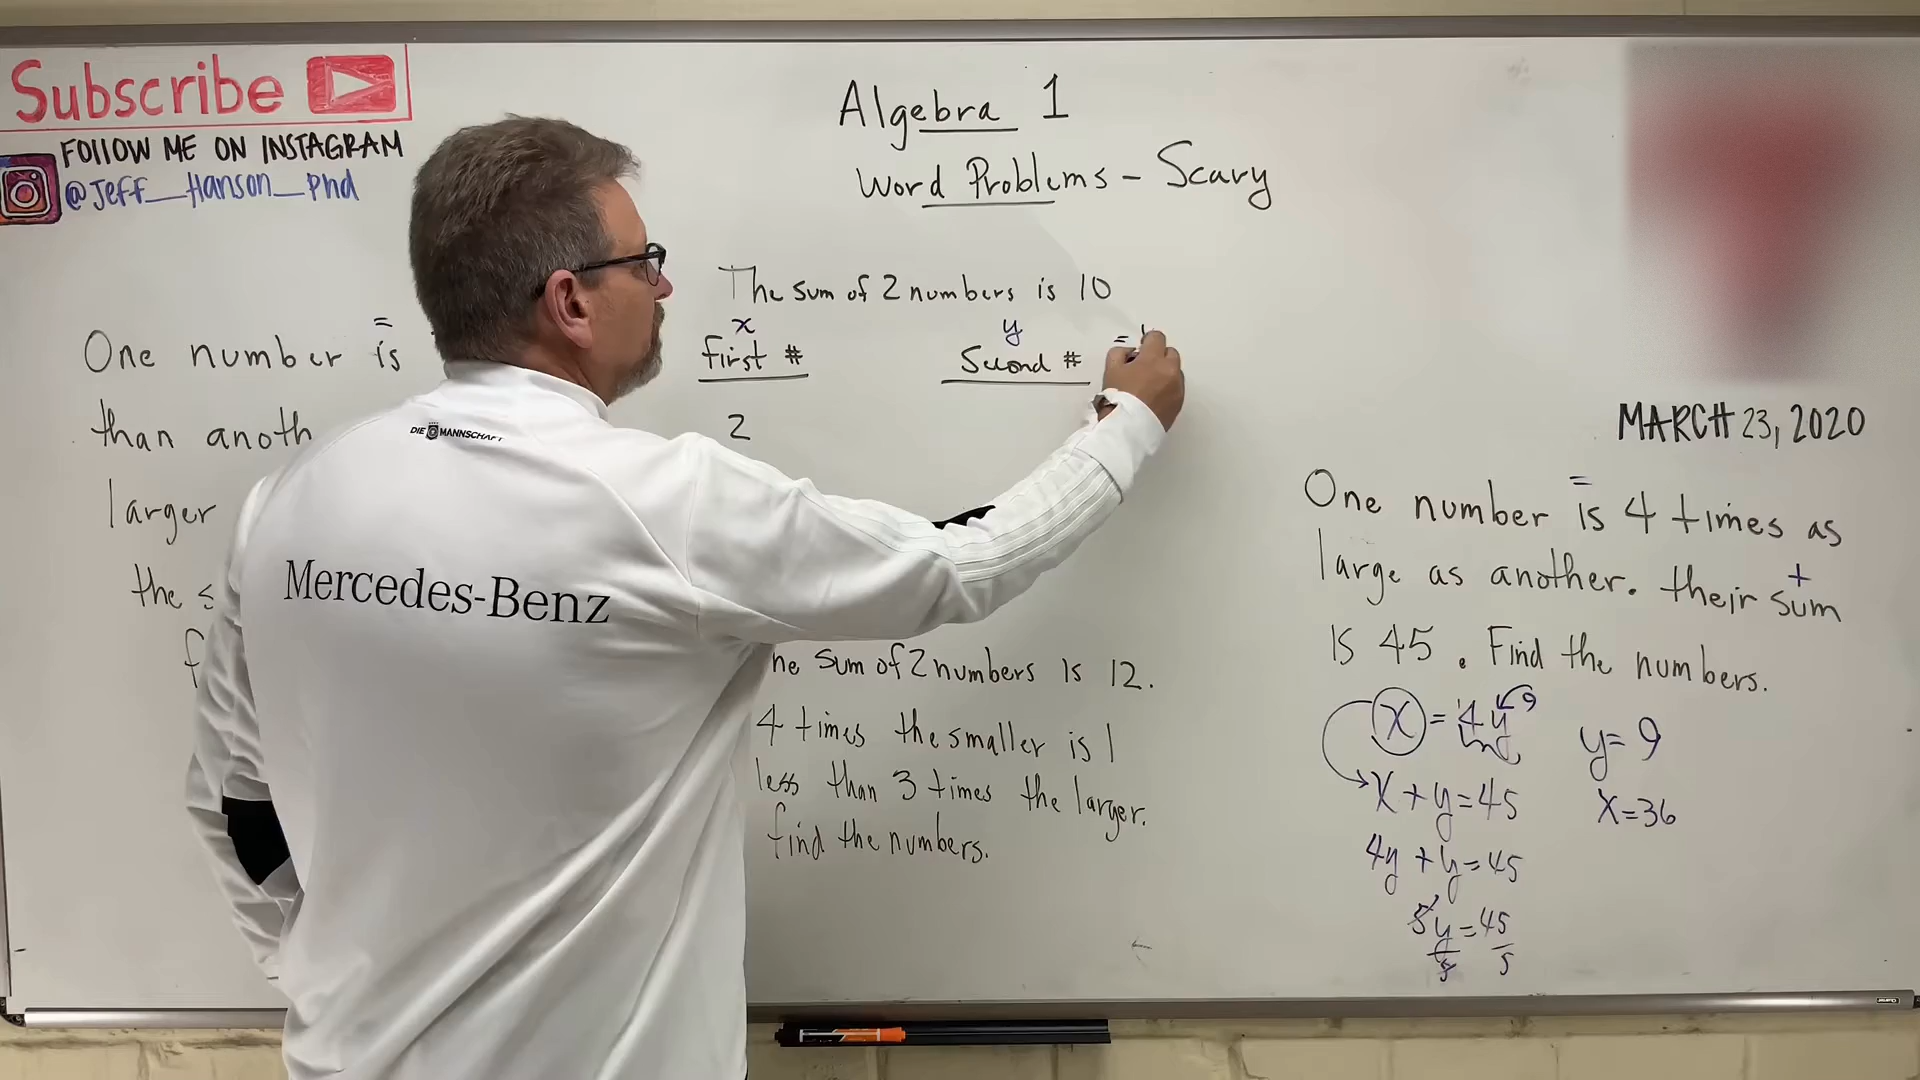 Subscribe
FOllOW ME ON INSTAGRAM
@Jeff_Hanson_Phd
Algebra 1
Word Problems - Scary
The sum of 2 numbers is 10
x
y
first #
Second #
=
2
=
One number is
than anoth
larger
the s
f
DIE MANNSCHAFT
Mercedes-Benz
he sum of 2 numbers is 12.
4 times the smaller is 1
less than 3 times the larger.
find the numbers.
MARCH 23, 2020
=
One number is 4 times as
large as another. their sum
+
is 45. Find the numbers.
x = 4y 9
y = 9
x + y = 45
x = 36
4y + y = 45
5y = 45
5 5